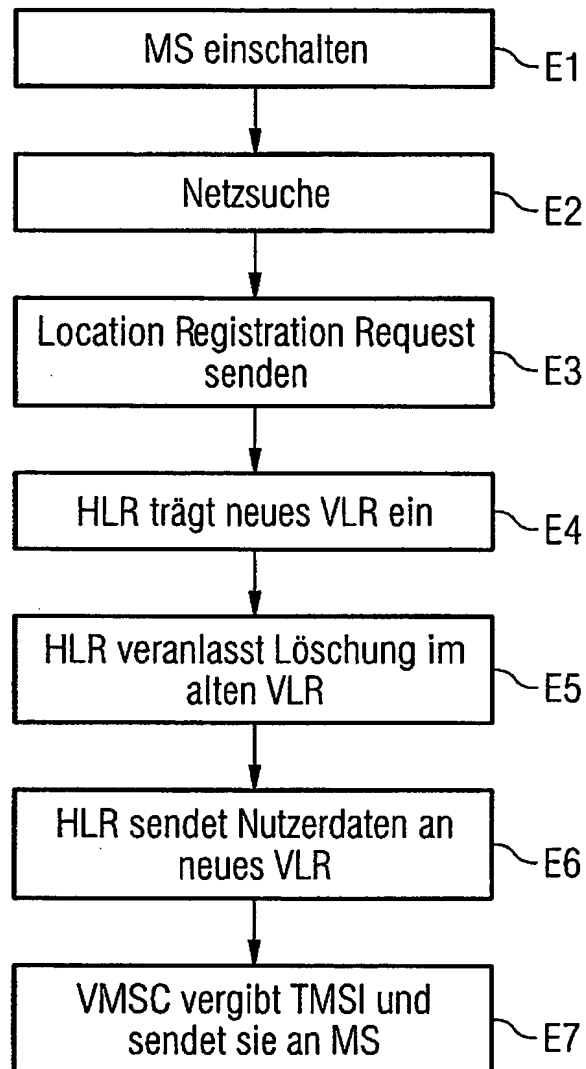 MS einschalten
E1
Netzsuche
E2
Location Registration Request
senden
E3
HLR trägt neues VLR ein
E4
HLR veranlasst Löschung im
alten VLR
E5
HLR sendet Nutzerdaten an
neues VLR
E6
VMSC vergibt TMSI und
sendet sie an MS
E7